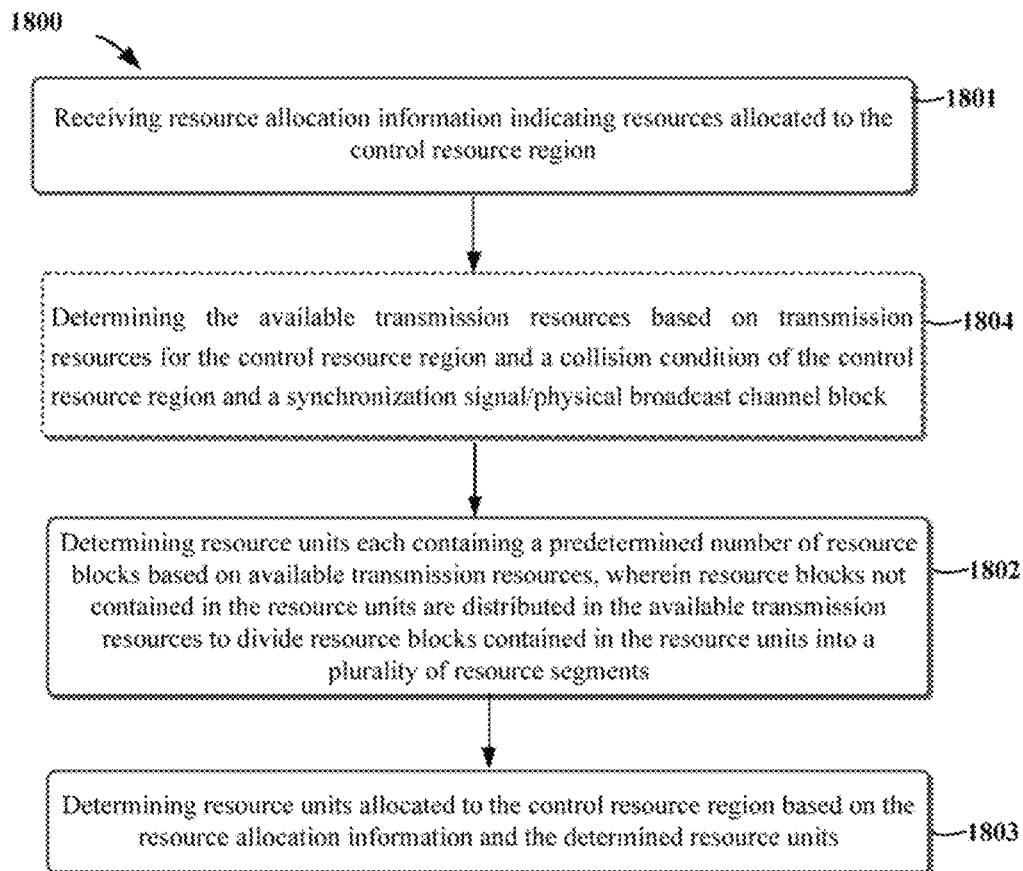 1800
1801
Receiving resource allocation information indicating resources allocated to the
control resource region
1804
Determining the available transmission resources based on transmission
resources for the control resource region and a collision condition of the control
resource region and a synchronization signal/physical broadcast channel block
Determining resource units each containing a predetermined number of resource
blocks based on available transmission resources, wherein resource blocks not
contained in the resource units are distributed in the available transmission
resources to divide resource blocks contained in the resource units into a
plurality of resource segments
1802
Determining resource units allocated to the control resource region based on the
resource allocation information and the determined resource units
1803